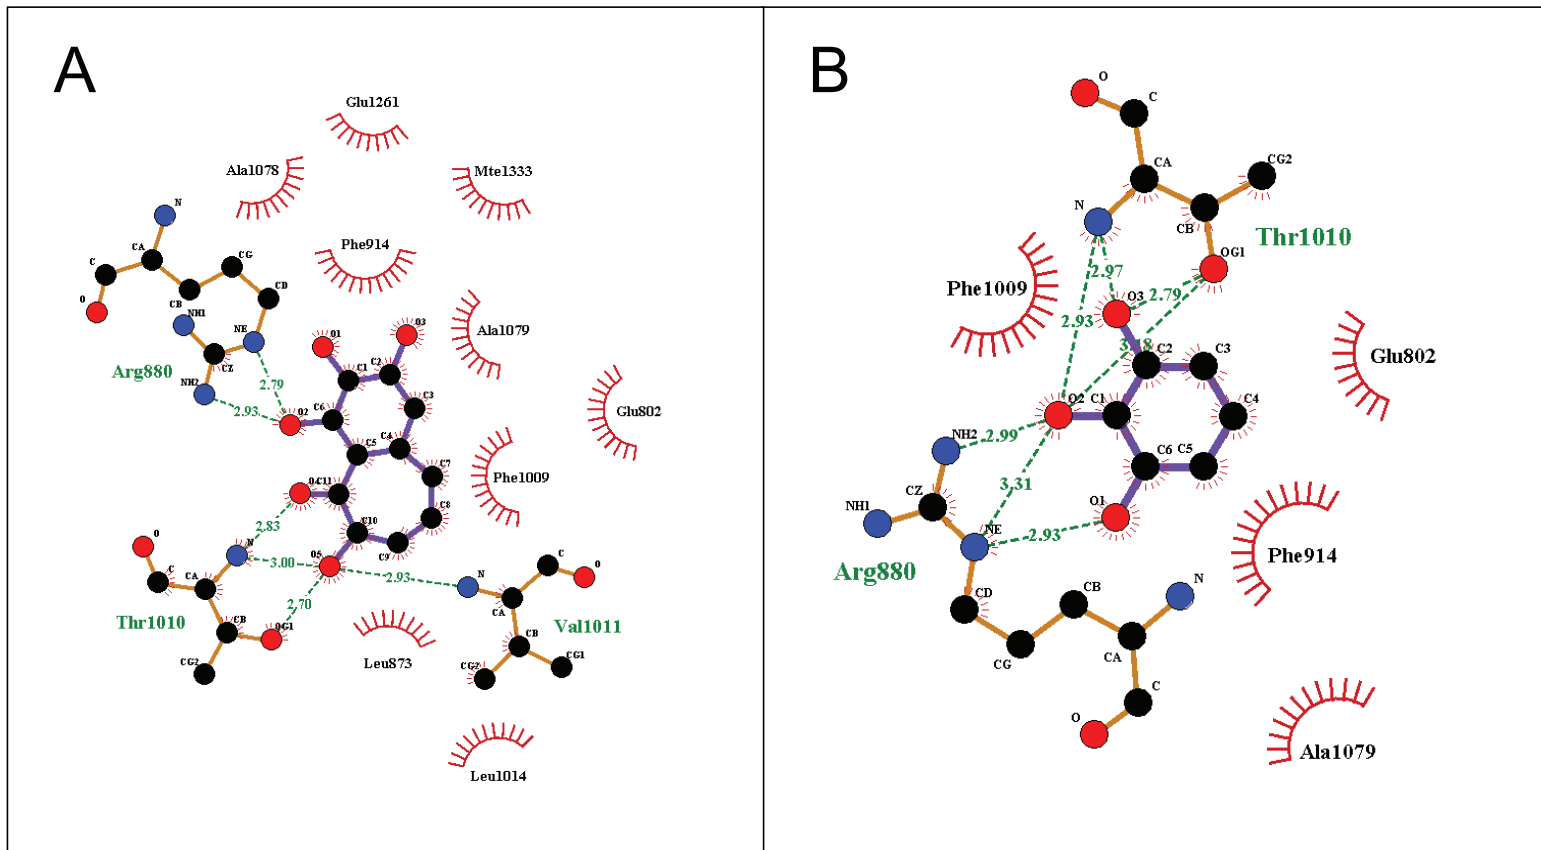 A
Glu1261
Ala1078
Mte1333
N
Phe914
CA
CG
C
CD
O
CB
NH1
NE
O1
O3
Ala1079
Arg880
CZ
2.79
C1
C2
NH2
2.93
C6
C3
O2
Glu802
C5
C4
C7
Phe1009
O4
C11
C8
2.83
C10
C9
O
N
3.00
O5
C
O
C
CA
2.93
N
2.70
CA
Thr1010
CB
OG1
Val1011
CB
CG2
Leu873
CG2
CG1
Leu1014
B
O
C
CA
CG2
N
CB
Thr1010
OG1
2.97
Phe1009
O3
2.79
2.93
3.18
C2
C3
Glu802
O2
C1
C4
NH2
2.99
C6
C5
3.31
CZ
O1
NH1
NE
2.93
Phe914
Arg880
CD
CB
N
CG
CA
C
O
Ala1079